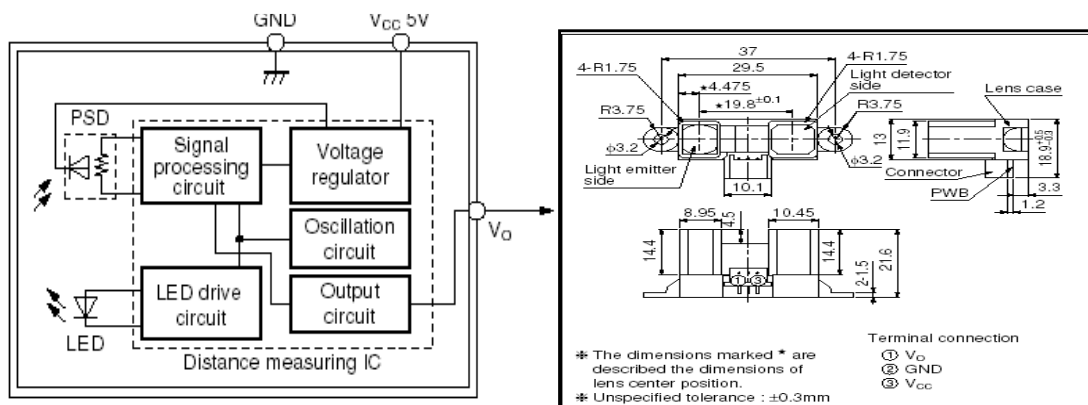 GND
VCC 5V
PSD
Signal
processing
circuit
Voltage
regulator
Oscillation
circuit
VO
LED drive
circuit
Output
circuit
LED
Distance measuring IC
37
4-R1.75
4-R1.75
29.5
Light detector
side
*4.475
*19.8±0.1
R3.75
R3.75
Lens case
φ3.2
φ3.2
13
11.9
Light emitter
side
Connector
PWB
10.1
3.3
1.2
8.95
4.5
10.45
14.4
14.4
21.6
2-1.5
① ③
Terminal connection
① VO
② GND
③ VCC
※ The dimensions marked * are
described the dimensions of
lens center position.
※ Unspecified tolerance : ±0.3mm